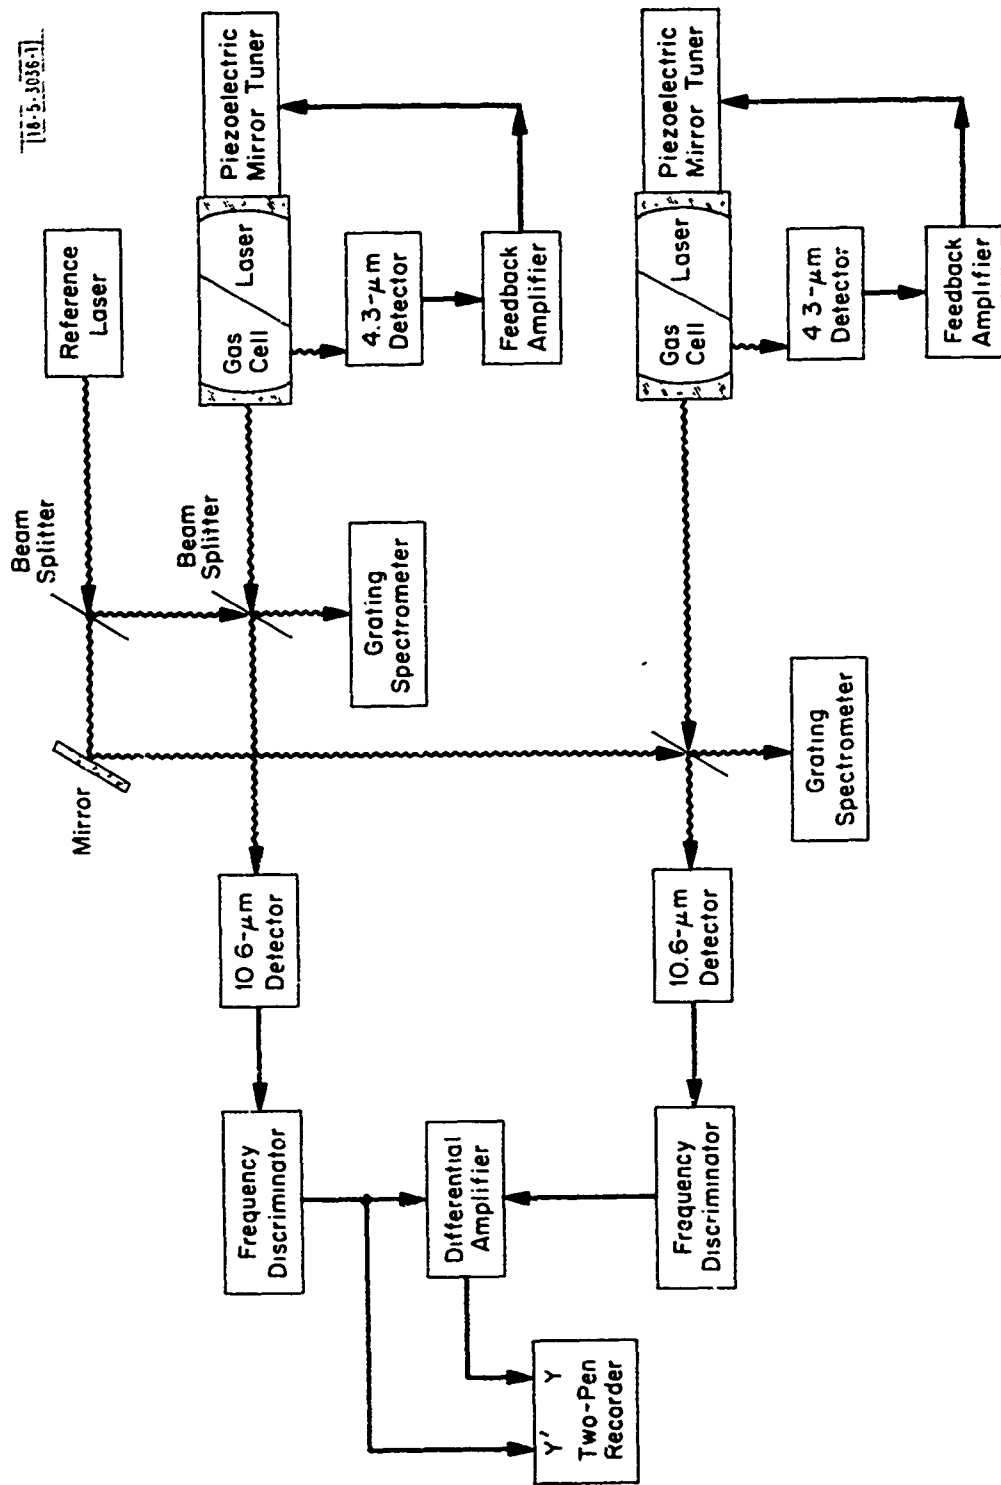 18-5-3036-1
Reference
Laser
Beam
Splitter
Mirror
Piezoelectric
Mirror Tuner
Gas
Cell
Laser
4.3-μm
Detector
Feedback
Amplifier
Beam
Splitter
Grating
Spectrometer
10 6-μm
Detector
Frequency
Discriminator
Differential
Amplifier
Y' Y
Two-Pen
Recorder
Piezoelectric
Mirror Tuner
Gas
Cell
Laser
4 3-μm
Detector
Feedback
Amplifier
Grating
Spectrometer
10.6-μm
Detector
Frequency
Discriminator